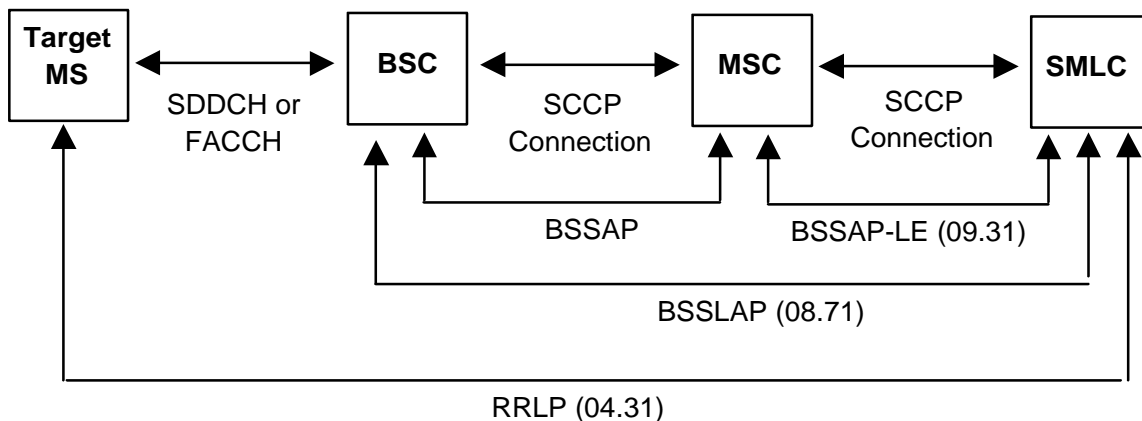 Target
MS
BSC
MSC
SMLC
SDDCH or
FACCH
SCCP
Connection
SCCP
Connection
BSSAP
BSSAP-LE (09.31)
BSSLAP (08.71)
RRLP (04.31)